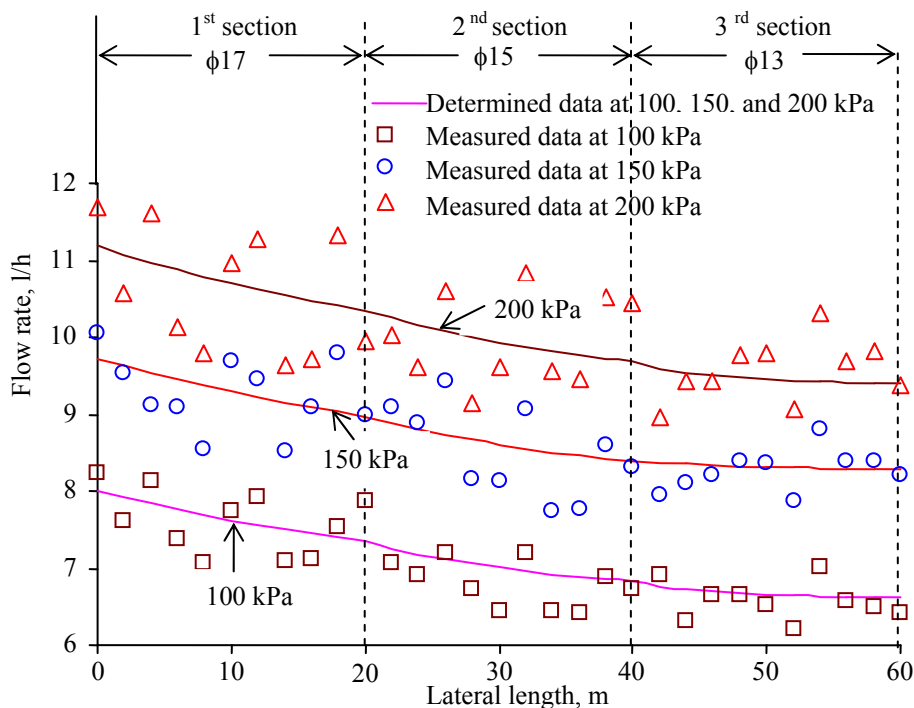 1st section
2nd section
3rd section
ϕ17
ϕ15
ϕ13
Determined data at 100, 150, and 200 kPa
Measured data at 100 kPa
Measured data at 150 kPa
Measured data at 200 kPa
12
11
10
9
8
7
6
Flow rate, l/h
200 kPa
150 kPa
100 kPa
0
10
20
30
40
50
60
Lateral length, m